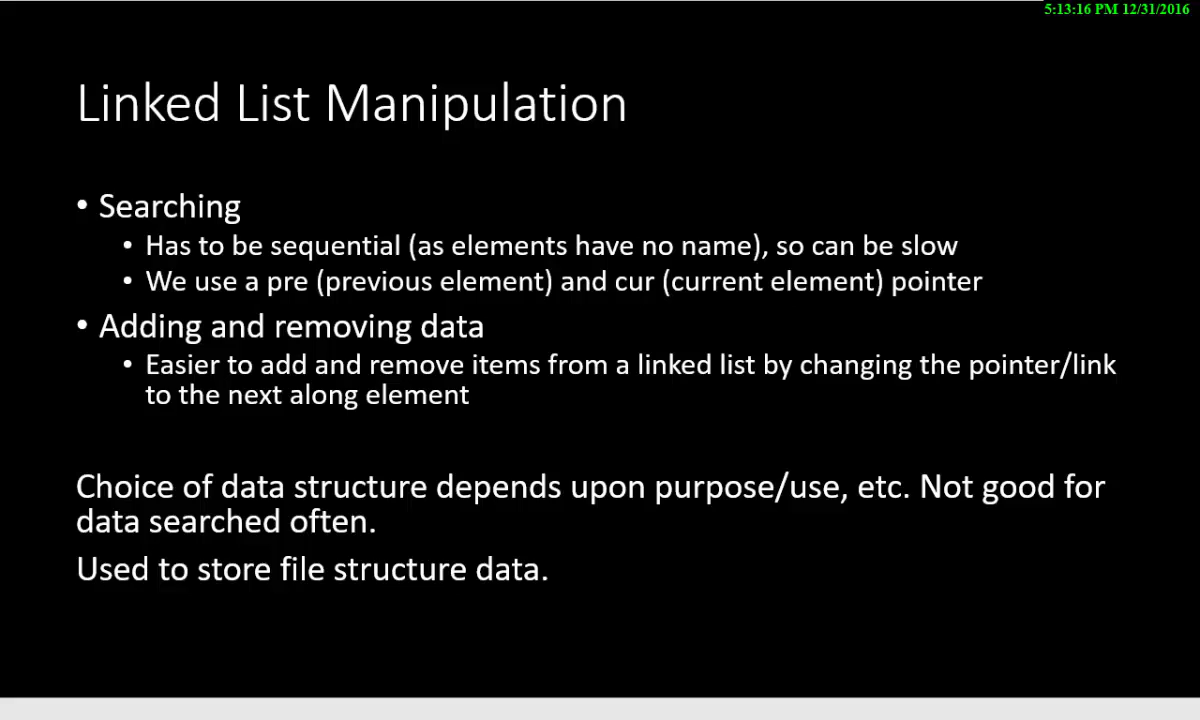 5:13:16 PM 12/31/2016
Linked List Manipulation
• Searching
• Has to be sequential (as elements have no name), so can be slow
• We use a pre (previous element) and cur (current element) pointer
• Adding and removing data
• Easier to add and remove items from a linked list by changing the pointer/link
to the next along element
Choice of data structure depends upon purpose/use, etc. Not good for
data searched often.
Used to store file structure data.